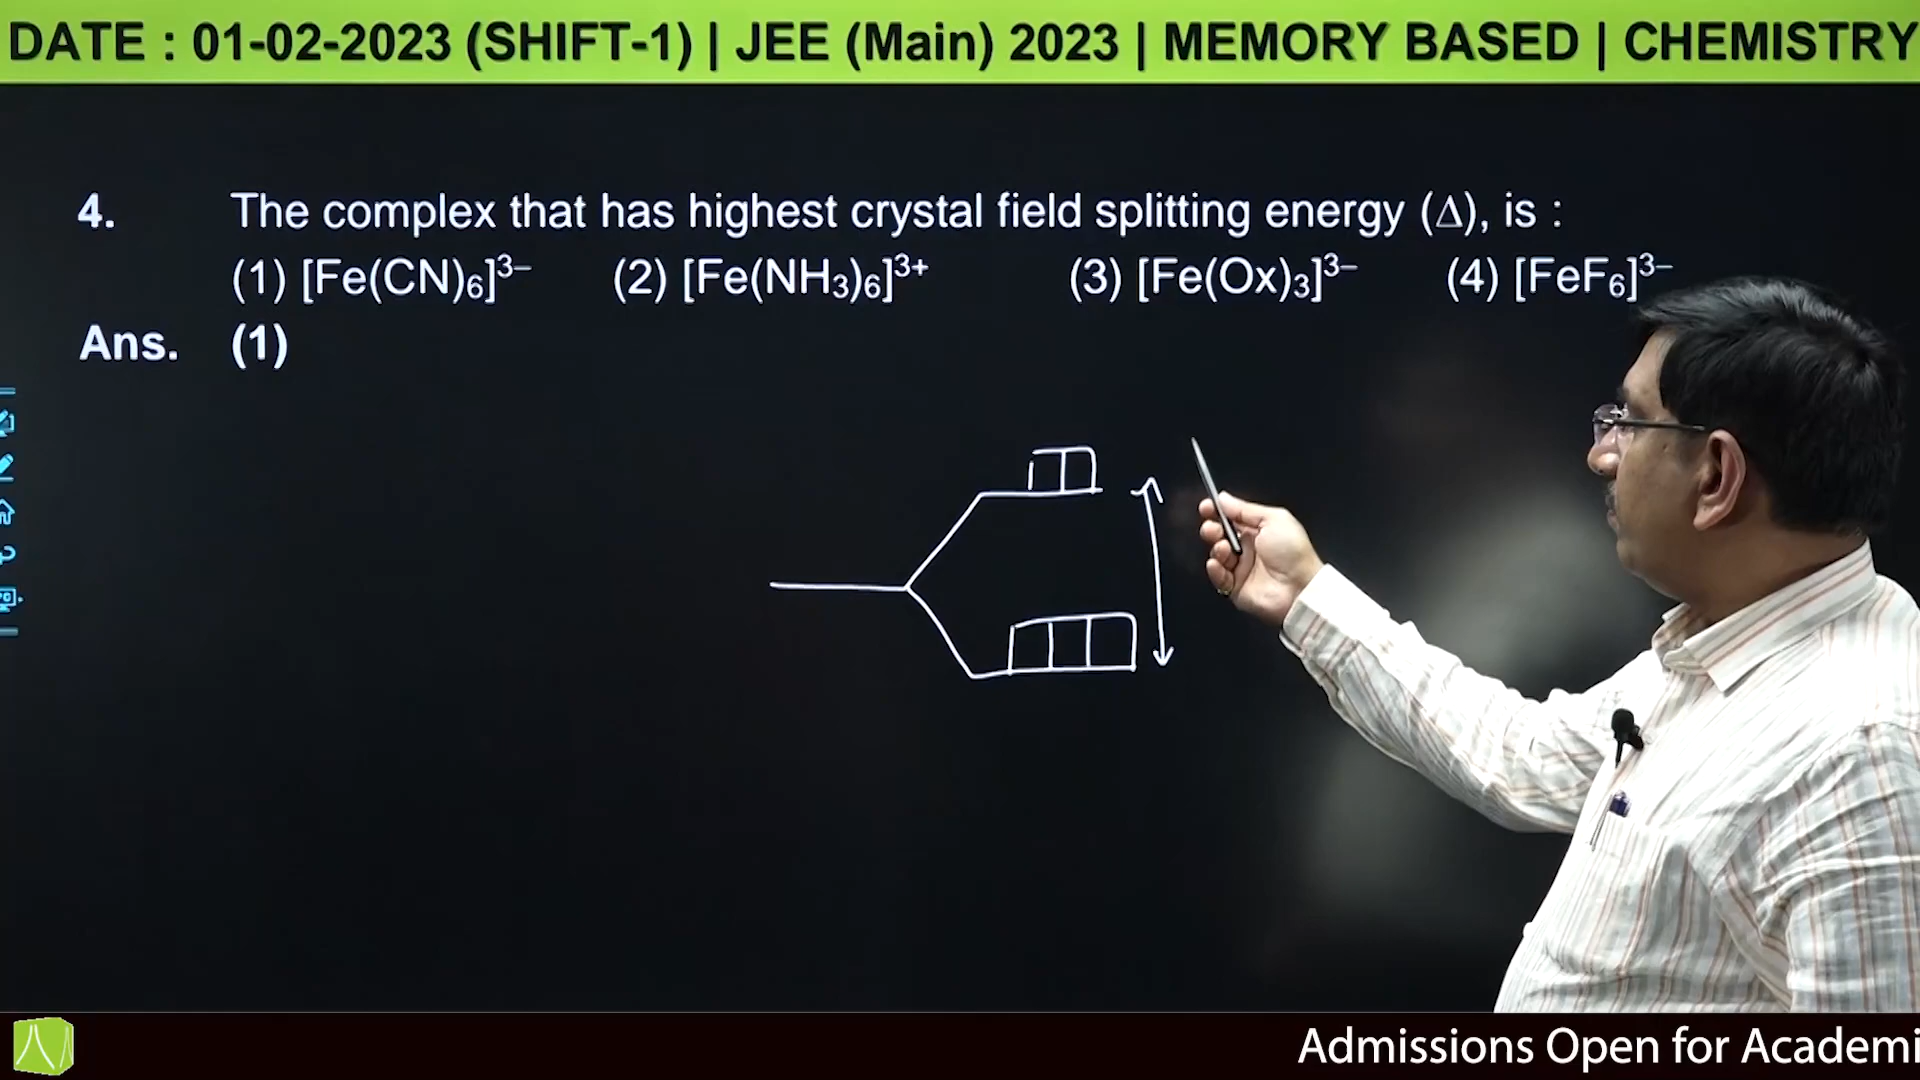 DATE : 01-02-2023 (SHIFT-1) | JEE (Main) 2023 | MEMORY BASED | CHEMISTRY
4. The complex that has highest crystal field splitting energy (Δ), is :
(1) [Fe(CN)₆]³⁻ (2) [Fe(NH₃)₆]³⁺ (3) [Fe(Ox)₃]³⁻ (4) [FeF₆]³⁻
Ans. (1)
Admissions Open for Academi